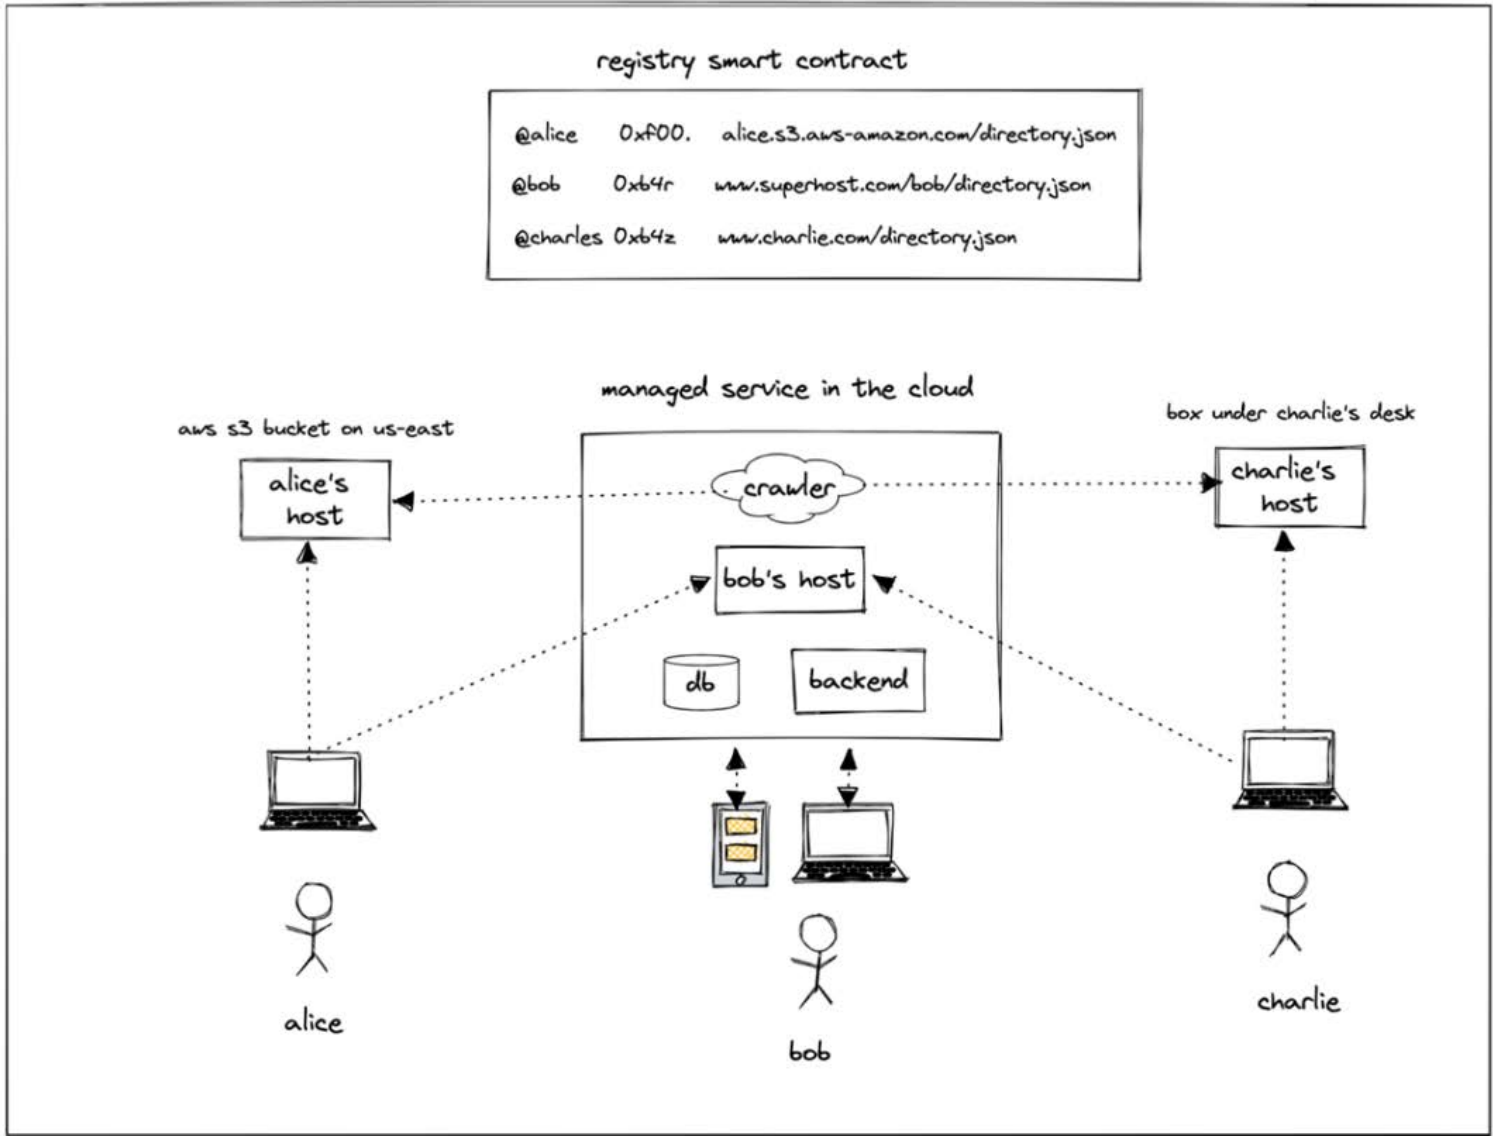 registry smart contract
@alice 0xf00. alice.s3.aws-amazon.com/directory.json
@bob 0xb4r www.superhost.com/bob/directory.json
@charles 0xb4z www.charlie.com/directory.json
managed service in the cloud
aws s3 bucket on us-east
box under charlie's desk
alice's
host
crawler
charlie's
host
bob's host
db
backend
alice
bob
charlie